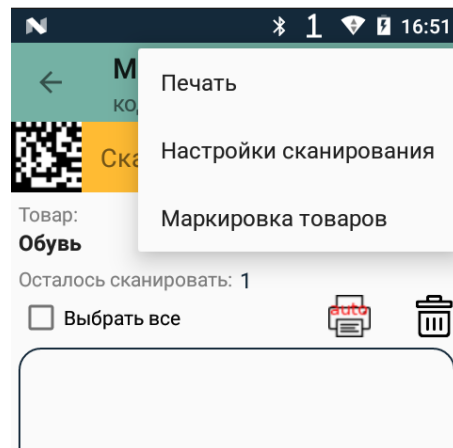 1 16:51
Печать
Настройки сканирования
Маркировка товаров
Товар:
Обувь
Осталось сканировать: 1
Выбрать все
auto